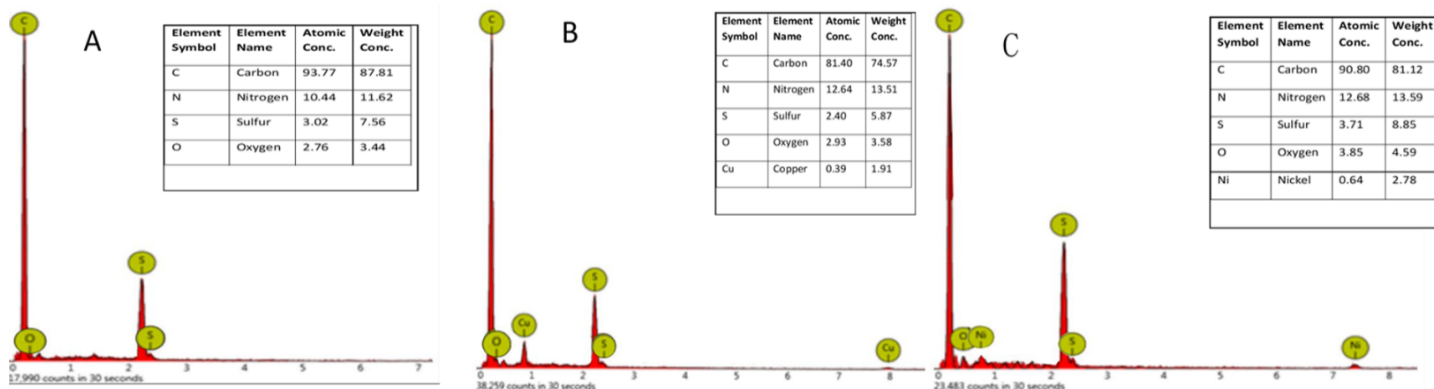 A
Element Symbol Element Name Atomic Conc. Weight Conc.
C Carbon 93.77 87.81
N Nitrogen 10.44 11.62
S Sulfur 3.02 7.56
O Oxygen 2.76 3.44
C
O
S
S
0 1 2 3 4 5 6 7
17,990 counts in 30 seconds
B
Element Symbol Element Name Atomic Conc. Weight Conc.
C Carbon 81.40 74.57
N Nitrogen 12.64 13.51
S Sulfur 2.40 5.87
O Oxygen 2.93 3.58
Cu Copper 0.39 1.91
C
O
Cu
S
S
Cu
0 1 2 3 4 5 6 7 8
38,259 counts in 30 seconds
C
Element Symbol Element Name Atomic Conc. Weight Conc.
C Carbon 90.80 81.12
N Nitrogen 12.68 13.59
S Sulfur 3.71 8.85
O Oxygen 3.85 4.59
Ni Nickel 0.64 2.78
C
O
Ni
S
S
Ni
0 1 2 3 4 5 6 7 8
23,483 counts in 30 seconds